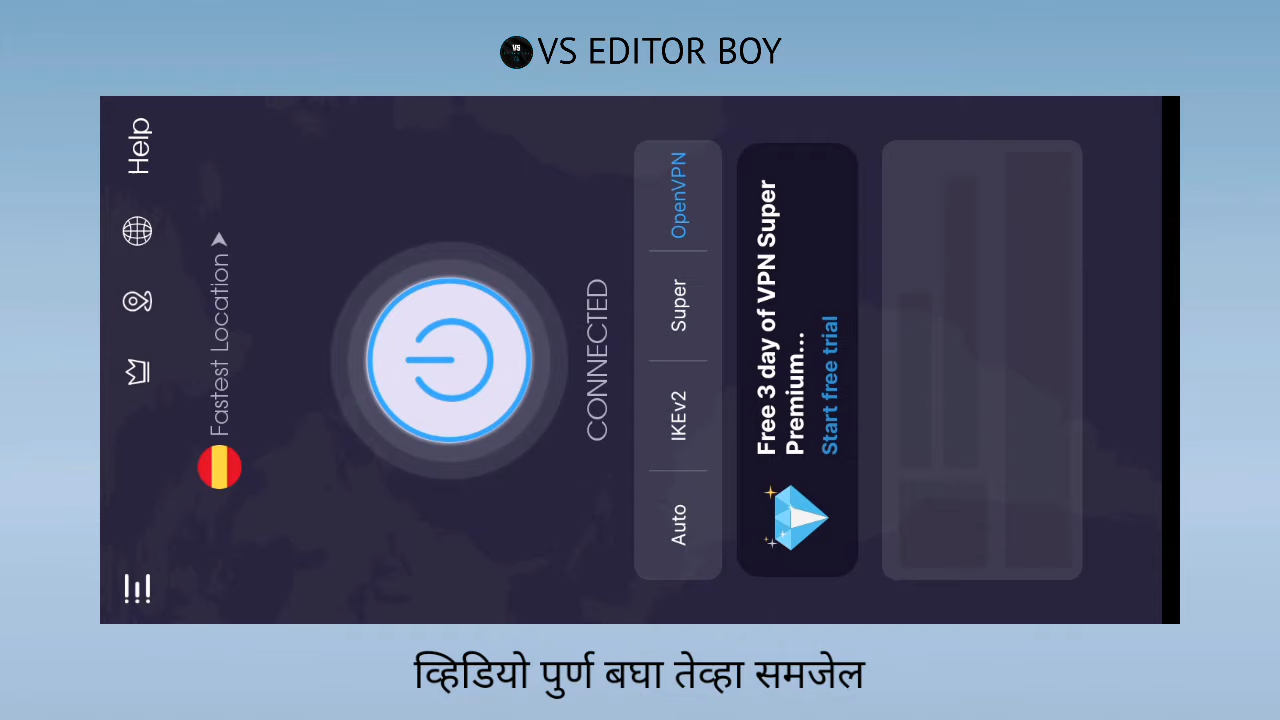 VS
VS EDITOR BOY
Help
Fastest Location
CONNECTED
Auto
IKEv2
Super
OpenVPN
Free 3 day of VPN Super
Premium...
Start free trial
व्हिडियो पुर्ण बघा तेव्हा समजेल